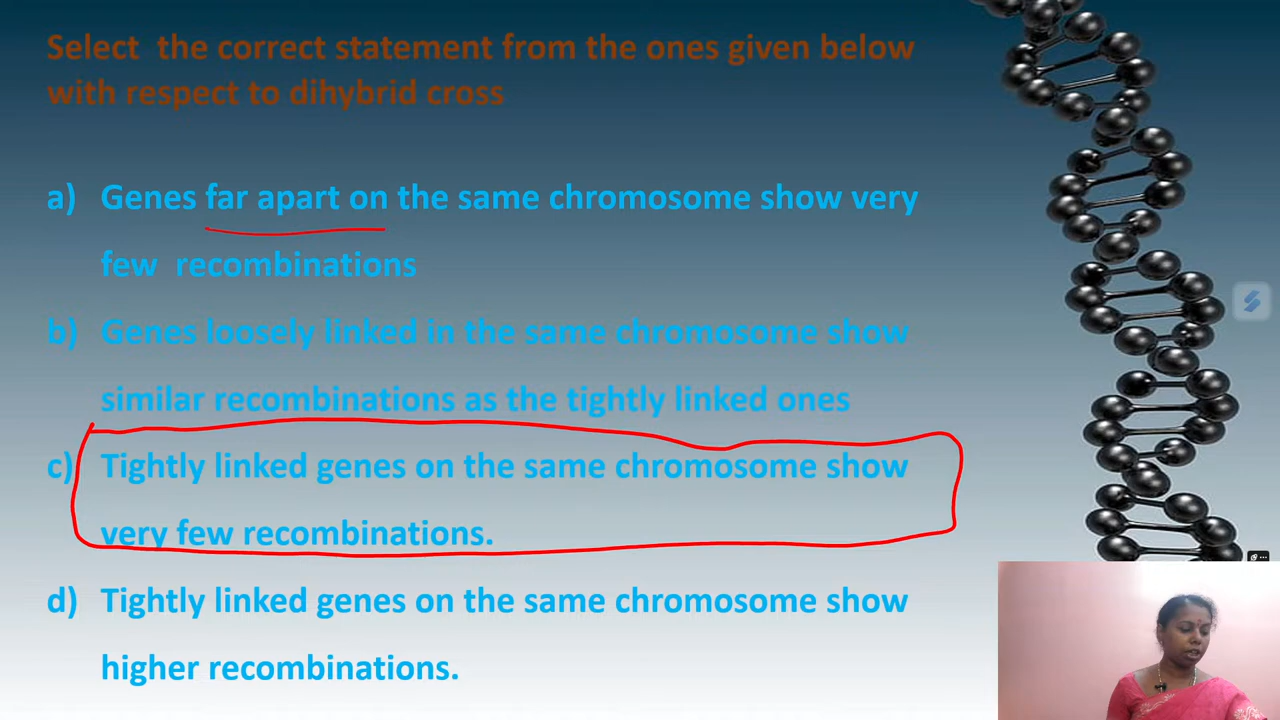 Select the correct statement from the ones given below
with respect to dihybrid cross
a) Genes far apart on the same chromosome show very
few recombinations
b) Genes loosely linked in the same chromosome show
similar recombinations as the tightly linked ones
c) Tightly linked genes on the same chromosome show
very few recombinations.
d) Tightly linked genes on the same chromosome show
higher recombinations.